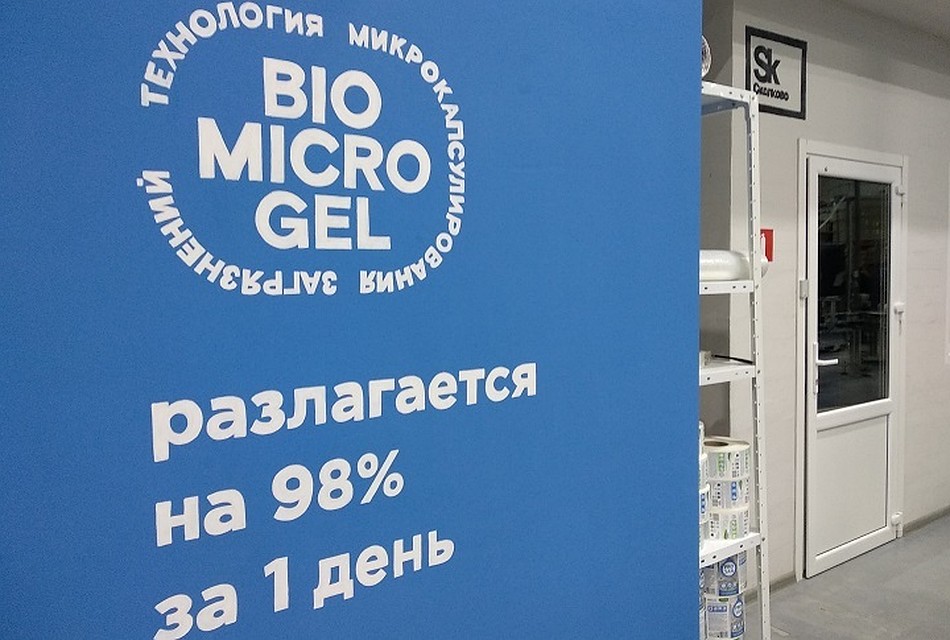 ТЕХНОЛОГИЯ МИКРОКАПСУЛИРОВАНИЯ ЗАГРЯЗНЕНИЙ
BIO
MICRO
GEL
разлагается
на 98%
за 1 день
Sk
Сколково